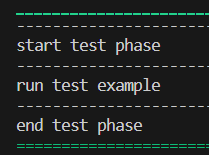 =======================
-----------------------
start test phase
-----------------------
run test example
-----------------------
end test phase
=======================